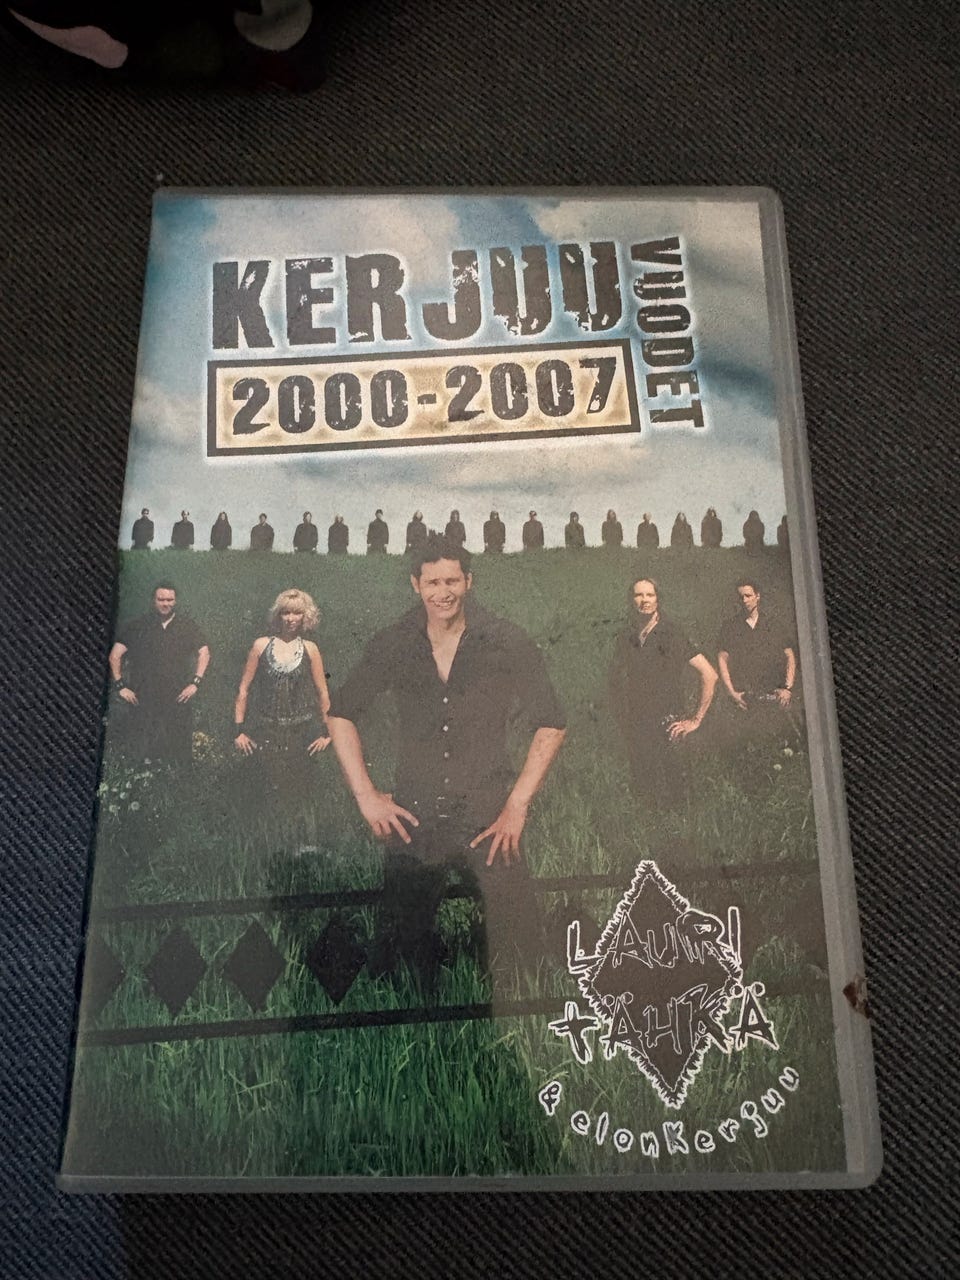 KERJUU
VUODET
2000-2007
LAURI
TÄHKÄ
& elonkerjuu